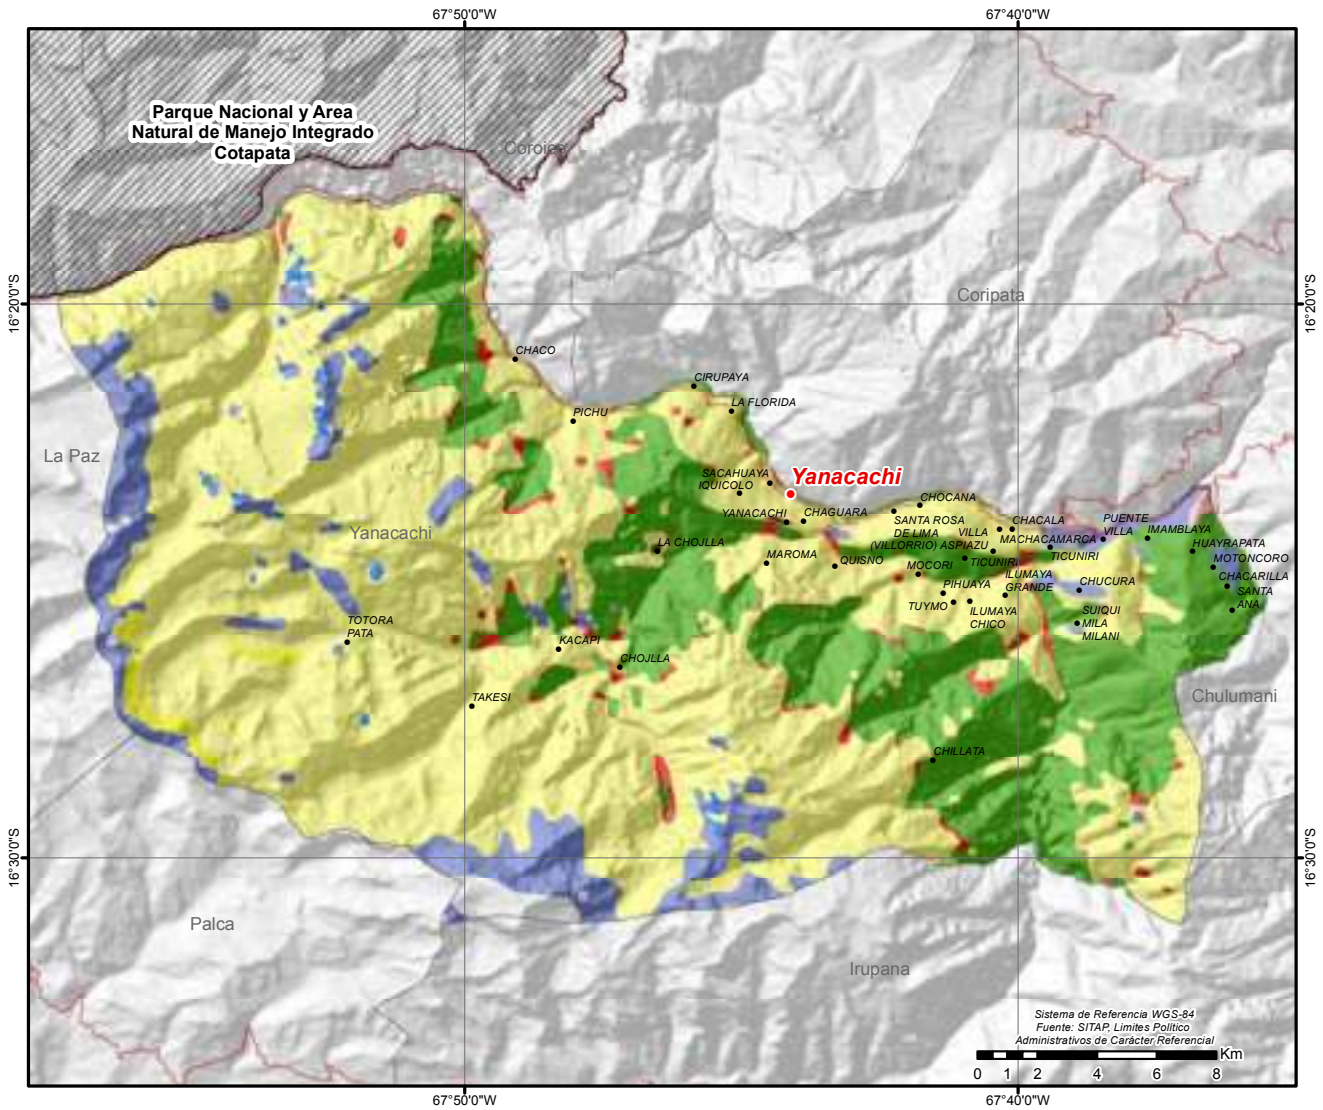 67°50'0"W
67°40'0"W
Parque Nacional y Area
Natural de Manejo Integrado
Cotapata
Coroico
Coripata
16°20'0"S
16°20'0"S
CHACO
CIRUPAYA
LA FLORIDA
PICHU
La Paz
SACAHUAYA
IQUICOLO
Yanacachi
CHOCANA
YANACACHI
CHAGUARA
SANTA ROSA
DE LIMA
(VILLORRIO)
VILLA
ASPIAZU
CHACALA
MACHACAMARCA
PUENTE
VILLA
IMAMBLAYA
HUAYRAPATA
Yanacachi
LA CHOJLLA
MAROMA
QUISNO
MOCORI
TICUNIRI
TICUNIRI
MOTONCORO
CHACARILLA
SANTA
ANA
PIHUAYA
ILUMAYA
GRANDE
CHUCURA
TUYMO
ILUMAYA
CHICO
SUIQUI
MILA
MILANI
TOTORA
PATA
KACAPI
CHOJLLA
TAKESI
Chulumani
CHILLATA
16°30'0"S
16°30'0"S
Palca
Irupana
Sistema de Referencia WGS-84
Fuente: SITAP, Limites Político
Administrativos de Carácter Referencial
Km
0 1 2 4 6 8
67°50'0"W
67°40'0"W